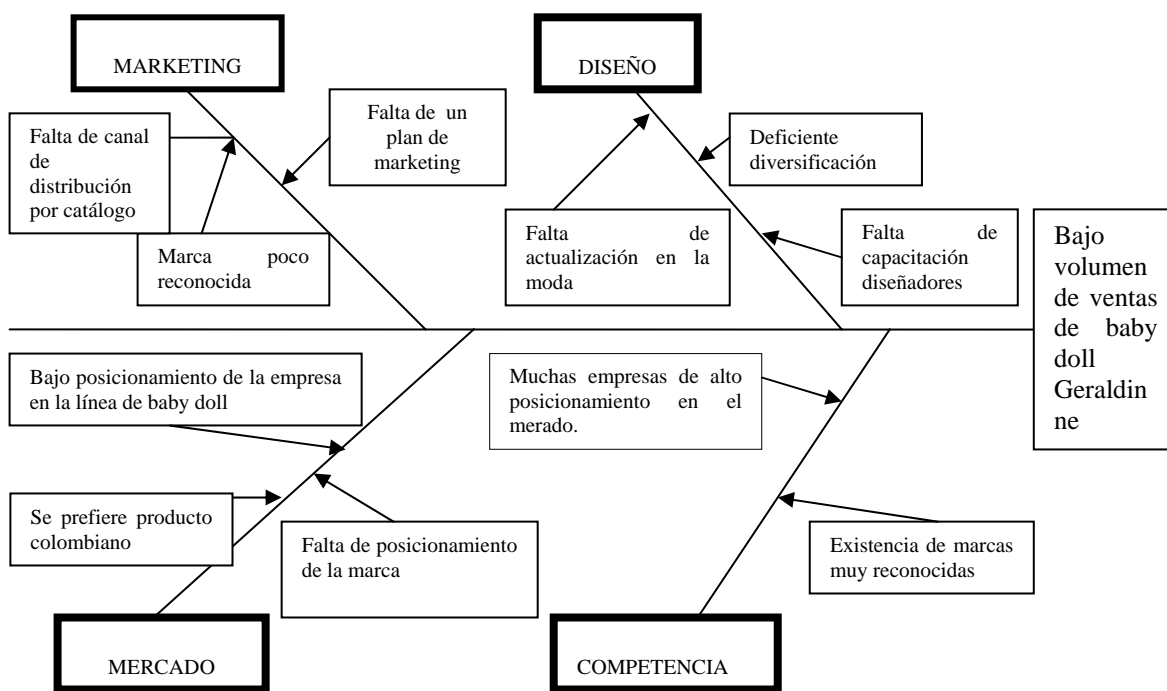 MARKETING
DISEÑO
Falta de canal
de
distribución
por catálogo
Falta de un
plan de
marketing
Marca poco
reconocida
Deficiente
diversificación
Falta de
actualización en la
moda
Falta de
capacitación
diseñadores
Bajo
volumen
de ventas
de baby
doll
Geraldin
ne
Bajo posicionamiento de la empresa
en la línea de baby doll
Muchas empresas de alto
posicionamiento en el
merado.
Se prefiere producto
colombiano
Falta de posicionamiento
de la marca
Existencia de marcas
muy reconocidas
MERCADO
COMPETENCIA